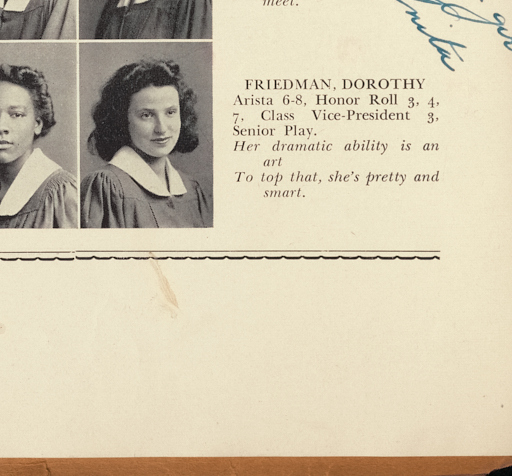 meet.
nita
FRIEDMAN, DOROTHY
Arista 6-8, Honor Roll 3, 4,
7, Class Vice-President 3,
Senior Play.
Her dramatic ability is an
art
To top that, she's pretty and
smart.